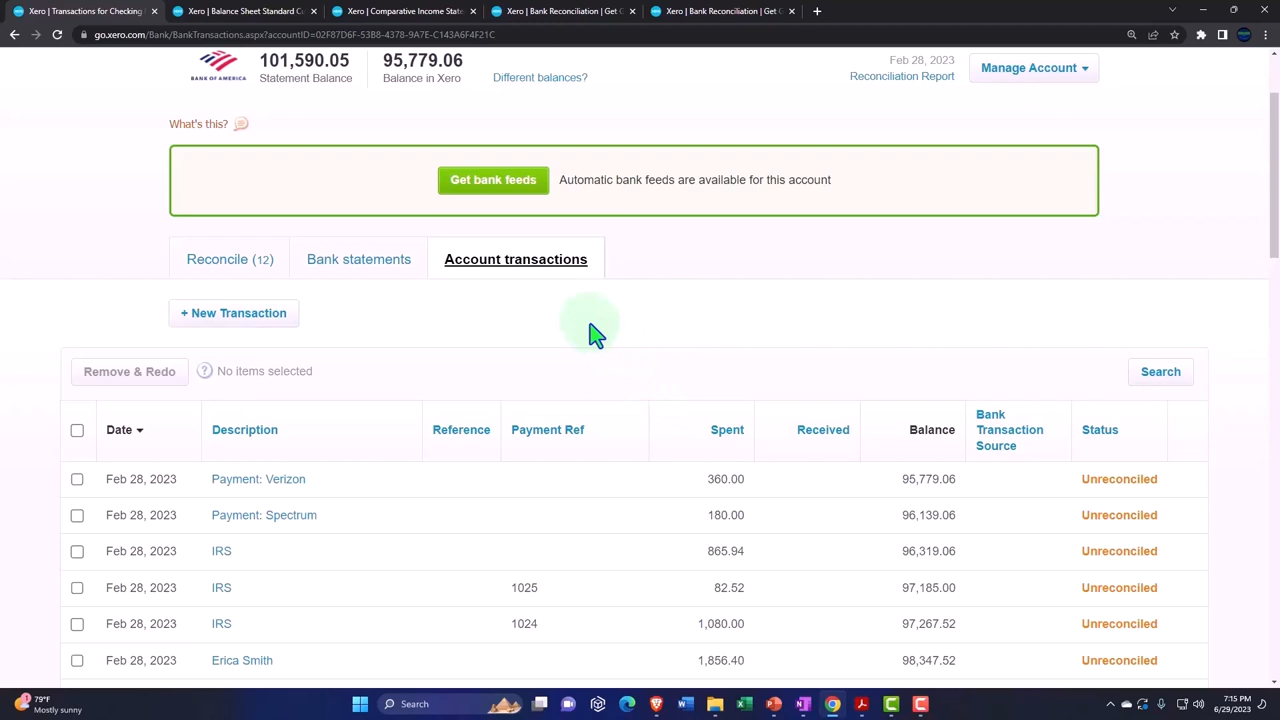 Xero | Transactions for Checking
Xero | Bedford Standard Cu
Xero | Comparative Income State
Xero | Bank Reconciliation | Get C
Xero | Bank Reconciliation | Get C
go.xero.com/Bank/BankTransactions.aspx?accountID=02F87D6F-53B8-4378-9A7E-C143A6F4F21C
BANK OF AMERICA
101,590.05
Statement Balance
95,779.06
Balance in Xero
Different balances?
Feb 28, 2023
Reconciliation Report
Manage Account
What's this?
Get bank feeds Automatic bank feeds are available for this account
Reconcile (12) Bank statements Account transactions
+ New Transaction
Remove & Redo ? No items selected Search
Date Description Reference Payment Ref Spent Received Balance Bank Transaction Source Status
Feb 28, 2023 Payment: Verizon 360.00 95,779.06 Unreconciled
Feb 28, 2023 Payment: Spectrum 180.00 96,139.06 Unreconciled
Feb 28, 2023 IRS 865.94 96,319.06 Unreconciled
Feb 28, 2023 IRS 1025 82.52 97,185.00 Unreconciled
Feb 28, 2023 IRS 1024 1,080.00 97,267.52 Unreconciled
Feb 28, 2023 Erica Smith 1,856.40 98,347.52 Unreconciled
79°F
Mostly sunny
Search
7:15 PM
6/29/2023